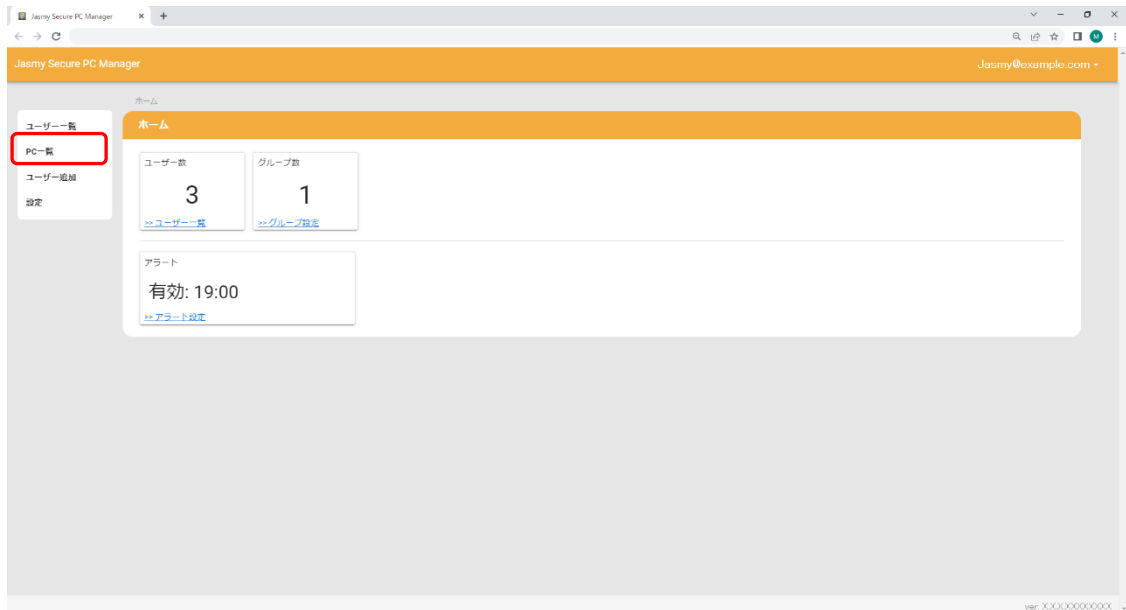 Jasmy Secure PC Manager
Jasmy Secure PC Manager
Jasmy@example.com
ホーム
ユーザー一覧
PC一覧
ユーザー追加
設定
ホーム
ユーザー数
3
>> ユーザー一覧
グループ数
1
>> グループ設定
アラート
有効: 19:00
>> アラート設定
M
ver. XXXXXXXXXXX